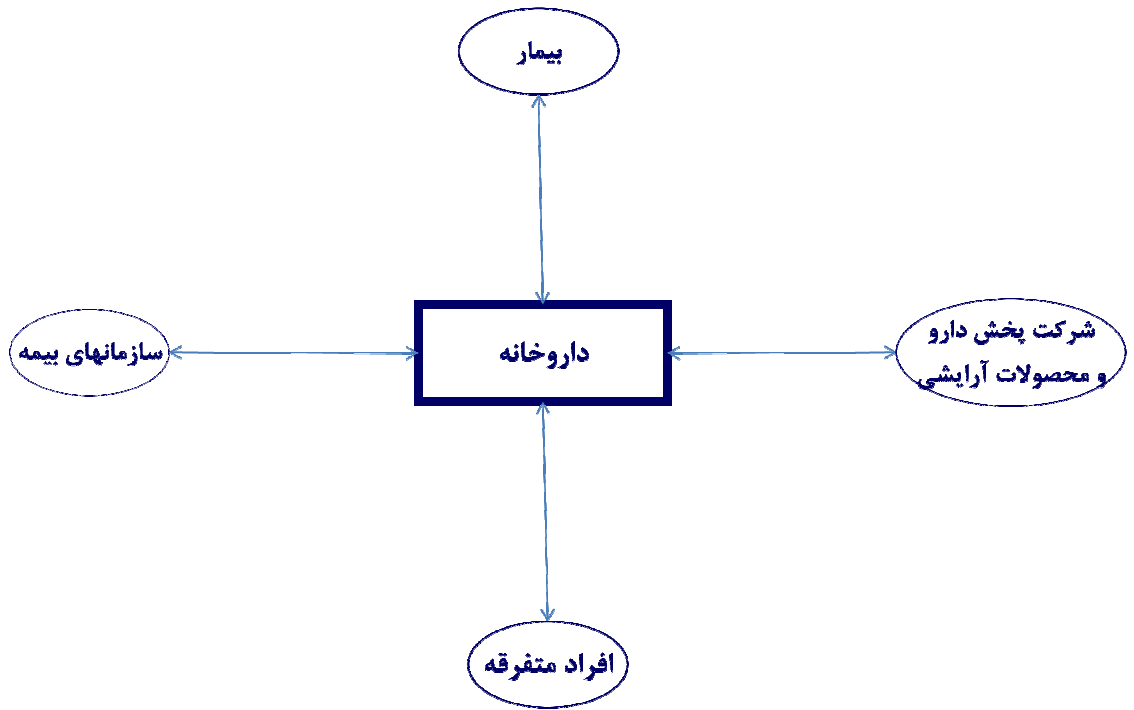 بیمار
شرکت پخش دارو
و محصولات آرایشی
داروخانه
سازمانهای بیمه
افراد متفرقه